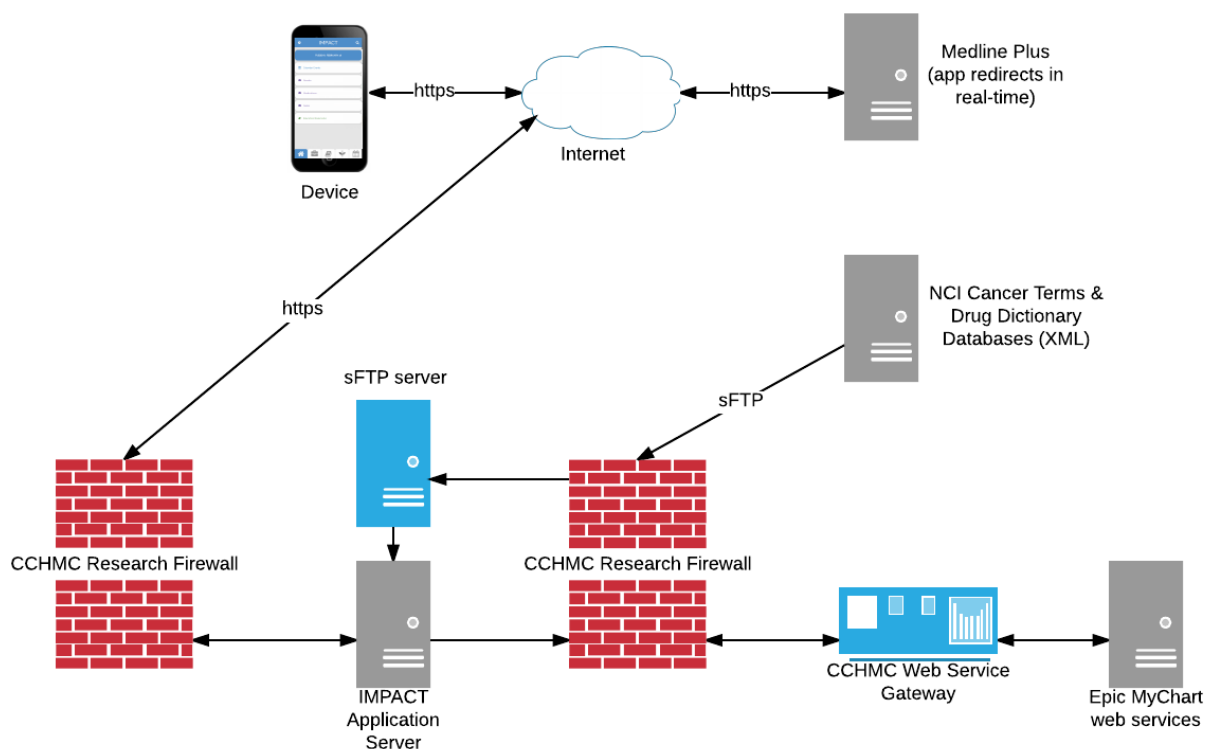 IMPACT
Medline Plus
(app redirects in
real-time)
https
https
Internet
Device
https
NCI Cancer Terms &
Drug Dictionary
Databases (XML)
sFTP server
sFTP
CCHMC Research Firewall
CCHMC Research Firewall
CCHMC Web Service
Gateway
IMPACT
Application
Server
Epic MyChart
web services